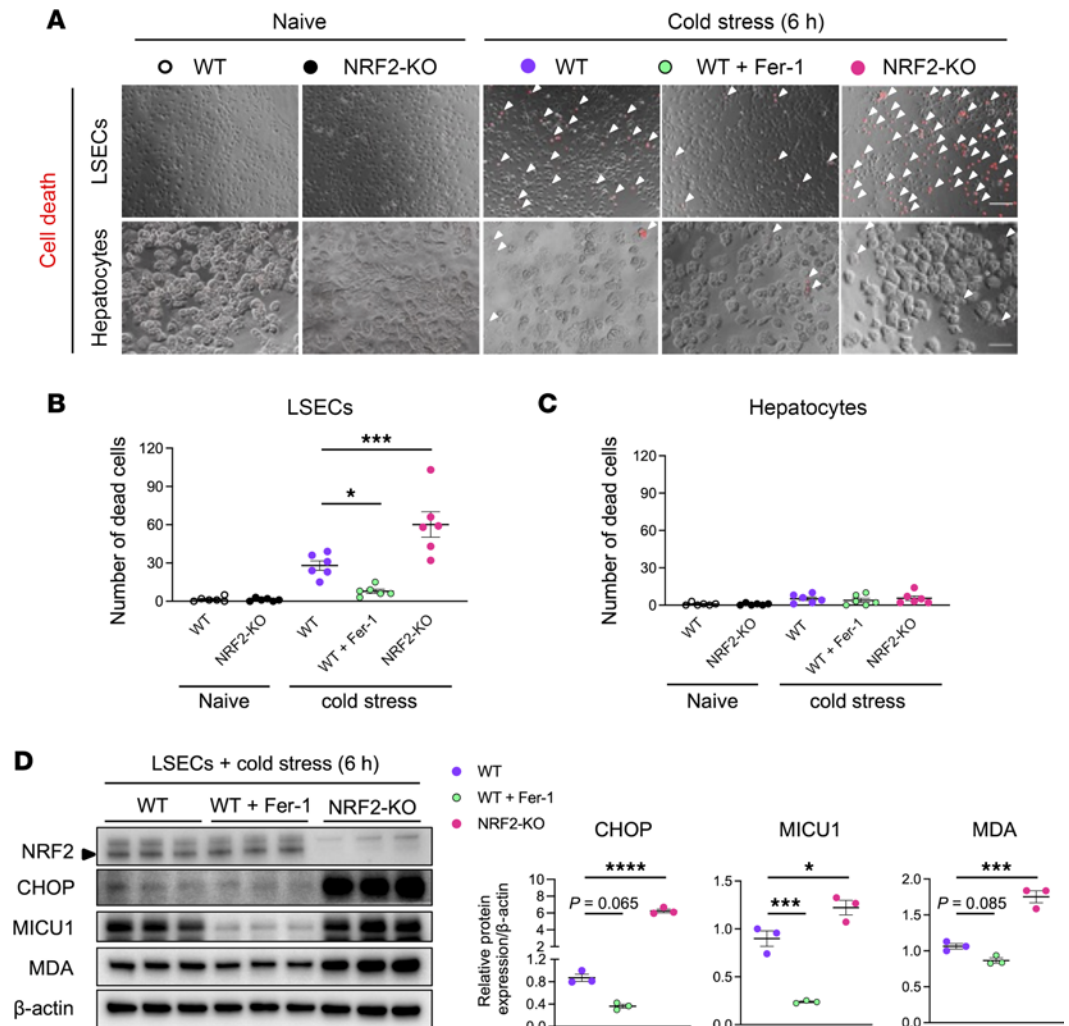 A
Naive
Cold stress (6 h)
WT
NRF2-KO
WT
WT + Fer-1
NRF2-KO
Cell death
LSECs
Hepatocytes
B
LSECs
Number of dead cells
120
90
60
30
0
***
*
WT
NRF2-KO
WT
WT + Fer-1
NRF2-KO
Naive
cold stress
C
Hepatocytes
Number of dead cells
120
90
60
30
0
WT
NRF2-KO
WT
WT + Fer-1
NRF2-KO
Naive
cold stress
D
LSECs + cold stress (6 h)
WT
WT + Fer-1
NRF2-KO
NRF2
CHOP
MICU1
MDA
β-actin
WT
WT + Fer-1
NRF2-KO
Relative protein
expression/β-actin
CHOP
****
P = 0.065
10
8
6
4
2
1.2
0.8
0.4
0.0
MICU1
*
***
1.5
1.0
0.5
0.0
MDA
***
P = 0.085
2.0
1.5
1.0
0.5
0.0